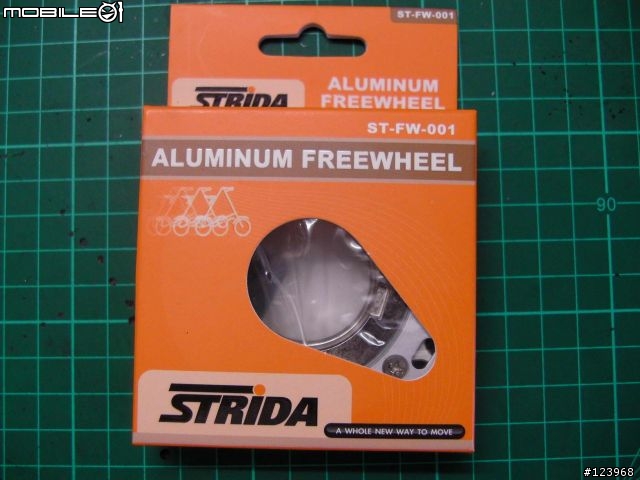 MOBILE01
ST-FW-001
STRIDA
ALUMINUM
FREEWHEEL
ST-FW-001
ALUMINUM FREEWHEEL
90
STRIDA
A WHOLE NEW WAY TO MOVE
#123968